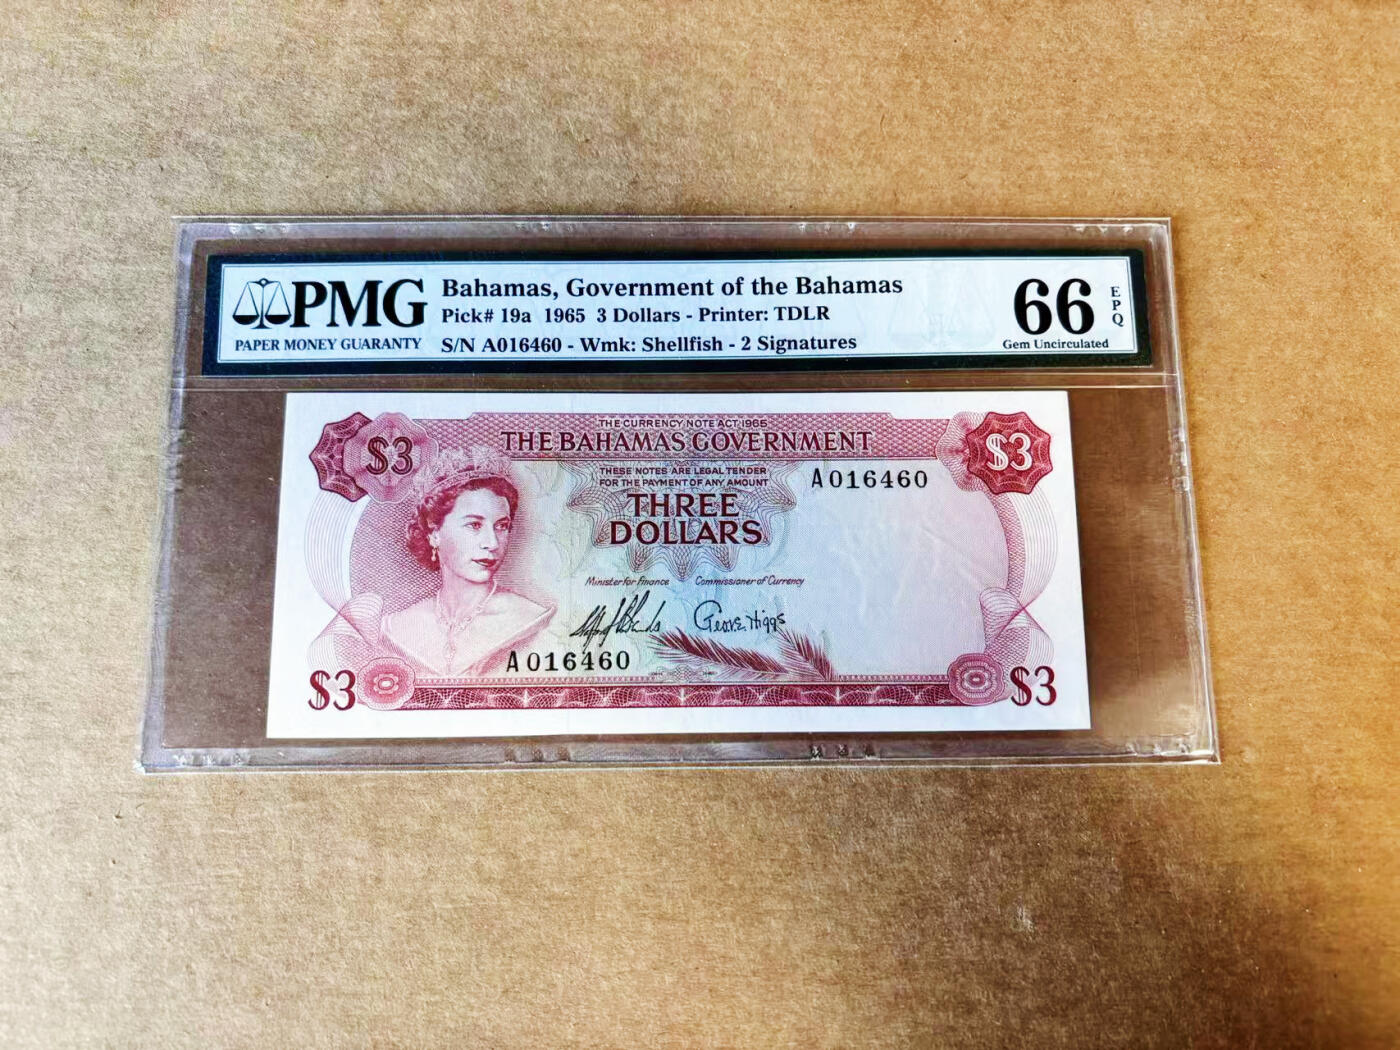 PMG
PAPER MONEY GUARANTY
Bahamas, Government of the Bahamas
Pick# 19a 1965 3 Dollars - Printer: TDLR
S/N A016460 - Wmk: Shellfish - 2 Signatures
66
EPQ
Gem Uncirculated
THE CURRENCY NOTE ACT 1965
THE BAHAMAS GOVERNMENT
$3
$3
THESE NOTES ARE LEGAL TENDER
FOR THE PAYMENT OF ANY AMOUNT
A016460
THREE
DOLLARS
Minister for Finance Commissioner of Currency
George Higgs
A016460
$3
$3